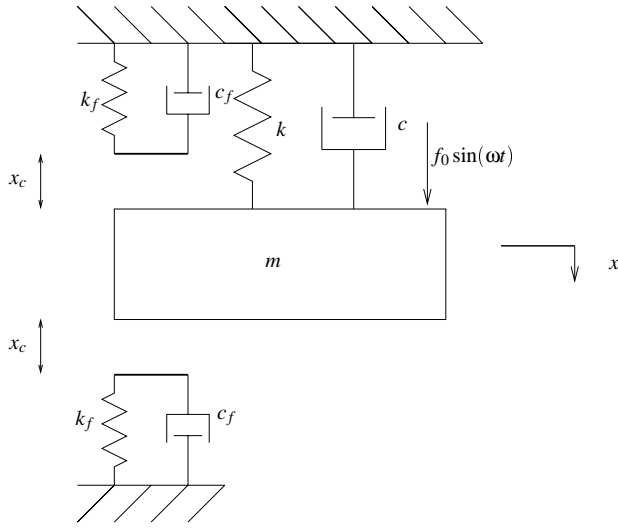 k_f
c_f
k
c
f_0 sin(ωt)
x_c
m
x
x_c
k_f
c_f